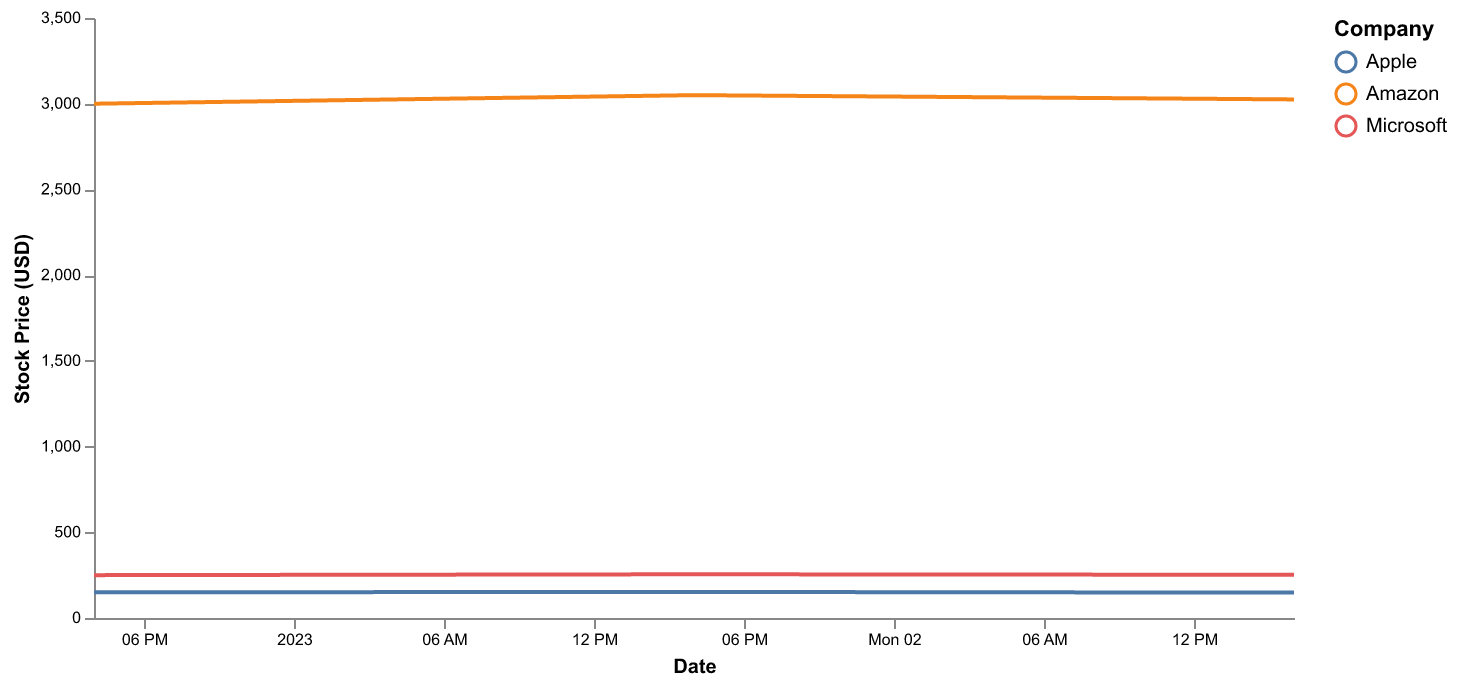 3,500
3,000
2,500
2,000
1,500
1,000
500
0
Stock Price (USD)
06 PM
2023
06 AM
12 PM
06 PM
Mon 02
06 AM
12 PM
Date
Company
Apple
Amazon
Microsoft